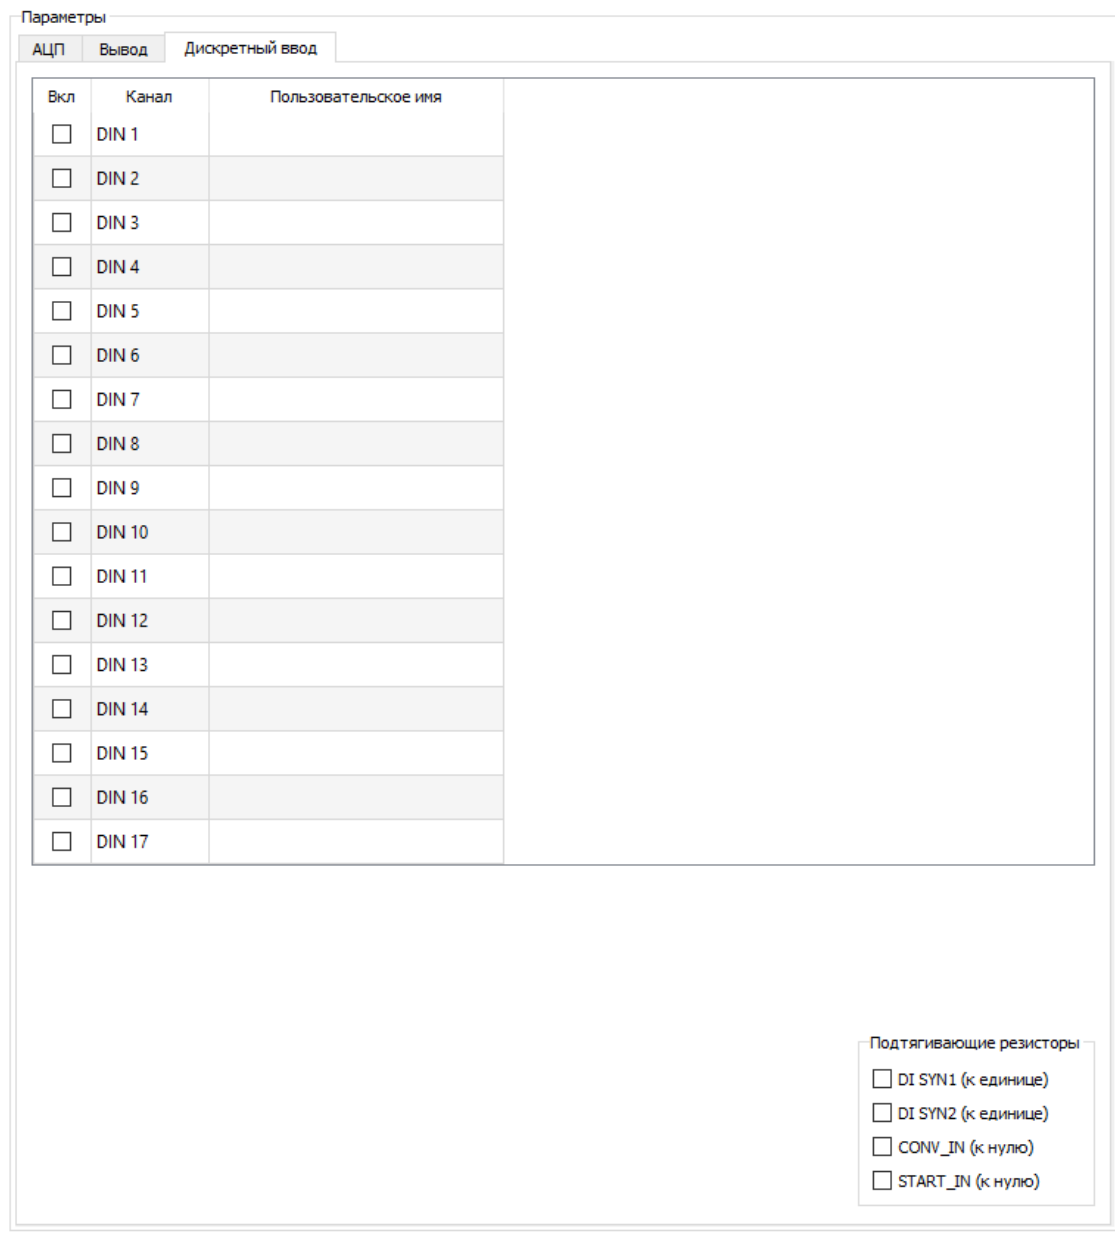 Параметры
АЦП Вывод Дискретный ввод
Вкл Канал Пользовательское имя
DIN 1
DIN 2
DIN 3
DIN 4
DIN 5
DIN 6
DIN 7
DIN 8
DIN 9
DIN 10
DIN 11
DIN 12
DIN 13
DIN 14
DIN 15
DIN 16
DIN 17
Подтягивающие резисторы
DI SYN1 (к единице)
DI SYN2 (к единице)
CONV_IN (к нулю)
START_IN (к нулю)